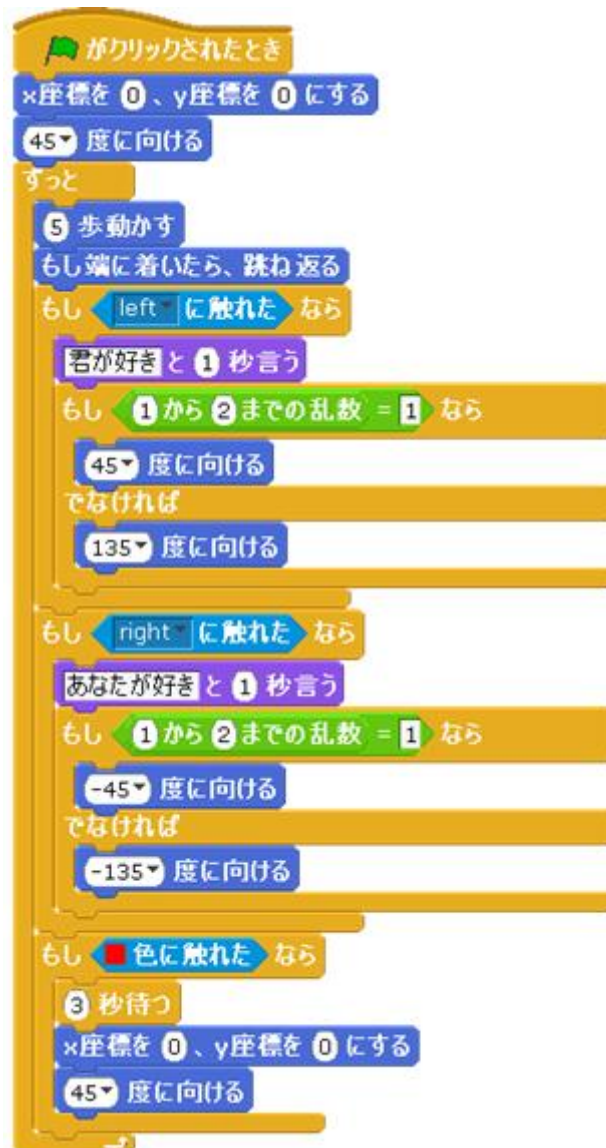 がクリックされたとき
x座標を 0 、y座標を 0 にする
45 度に向ける
ずっと
5 歩動かす
もし端に着いたら、跳ね返る
もし left に触れた なら
君が好き と 1 秒言う
もし 1 から 2 までの乱数 = 1 なら
45 度に向ける
でなければ
135 度に向ける
もし right に触れた なら
あなたが好き と 1 秒言う
もし 1 から 2 までの乱数 = 1 なら
-45 度に向ける
でなければ
-135 度に向ける
もし 色に触れた なら
3 秒待つ
x座標を 0 、y座標を 0 にする
45 度に向ける